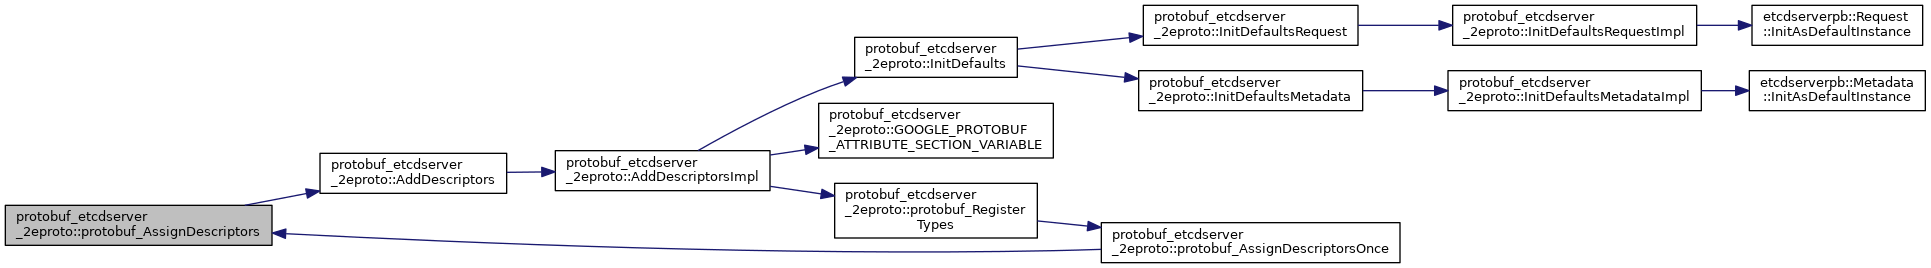 protobuf_etcdserver
_2eproto::protobuf_AssignDescriptors
protobuf_etcdserver
_2eproto::AddDescriptors
protobuf_etcdserver
_2eproto::AddDescriptorsImpl
protobuf_etcdserver
_2eproto::InitDefaults
protobuf_etcdserver
_2eproto::InitDefaultsRequest
protobuf_etcdserver
_2eproto::InitDefaultsRequestImpl
etcdserverpb::Request
::InitAsDefaultInstance
protobuf_etcdserver
_2eproto::InitDefaultsMetadata
protobuf_etcdserver
_2eproto::InitDefaultsMetadataImpl
etcdserverpb::Metadata
::InitAsDefaultInstance
protobuf_etcdserver
_2eproto::GOOGLE_PROTOBUF
_ATTRIBUTE_SECTION_VARIABLE
protobuf_etcdserver
_2eproto::protobuf_Register
Types
protobuf_etcdserver
_2eproto::protobuf_AssignDescriptorsOnce